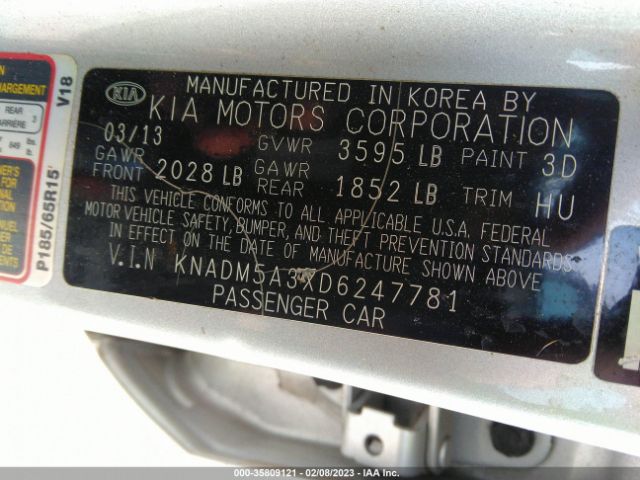 KIA
MANUFACTURED IN KOREA BY
KIA MOTORS CORPORATION
03/13 GVWR 3595 LB PAINT 3D
GAWR FRONT 2028 LB GAWR REAR 1852 LB TRIM HU
THIS VEHICLE CONFORMS TO ALL APPLICABLE U.S.A. FEDERAL
MOTOR VEHICLE SAFETY, BUMPER, AND THEFT PREVENTION STANDARDS
IN EFFECT ON THE DATE OF MANUFACTURE SHOWN ABOVE
V.I.N KNADM5A3XD6247781
PASSENGER CAR
V18
P185/65R15
REAR 3
ARRIÈRE
000-35809121 - 02/08/2023 - IAA Inc.